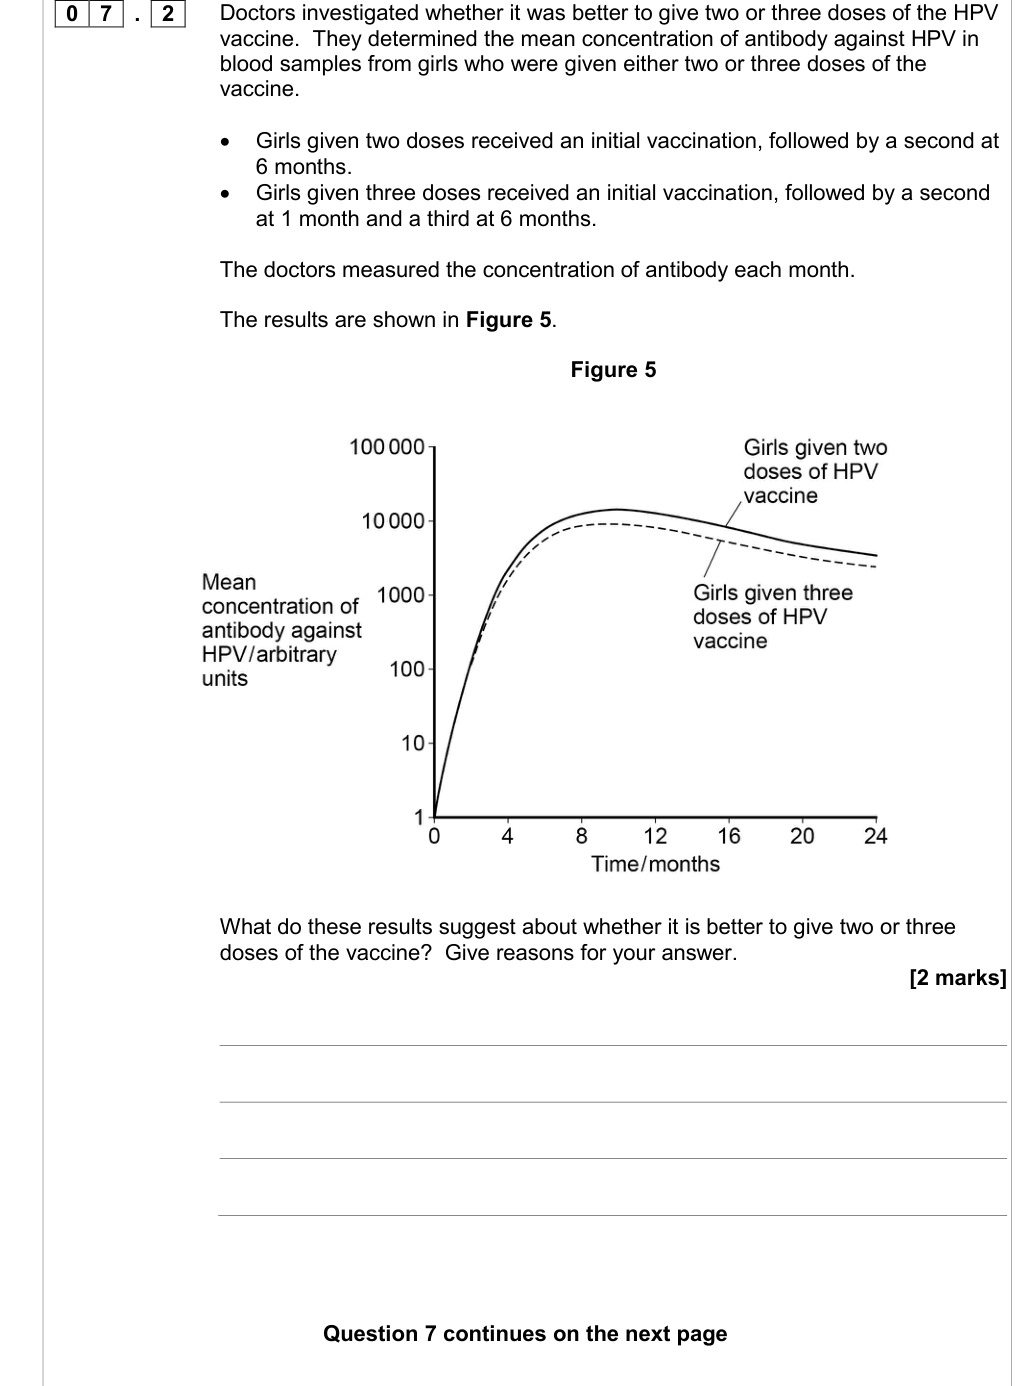 0 7 . 2 Doctors investigated whether it was better to give two or three doses of the HPV
vaccine. They determined the mean concentration of antibody against HPV in
blood samples from girls who were given either two or three doses of the
vaccine.
• Girls given two doses received an initial vaccination, followed by a second at
6 months.
• Girls given three doses received an initial vaccination, followed by a second
at 1 month and a third at 6 months.
The doctors measured the concentration of antibody each month.
The results are shown in Figure 5.
Figure 5
100 000
10 000
1000
100
10
1
Mean
concentration of
antibody against
HPV/arbitrary
units
Girls given two
doses of HPV
vaccine
Girls given three
doses of HPV
vaccine
0 4 8 12 16 20 24
Time/months
What do these results suggest about whether it is better to give two or three
doses of the vaccine? Give reasons for your answer.
[2 marks]
Question 7 continues on the next page